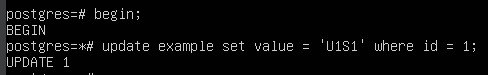 postgres=# begin;
BEGIN
postgres=*# update example set value = 'U1S1' where id = 1;
UPDATE 1